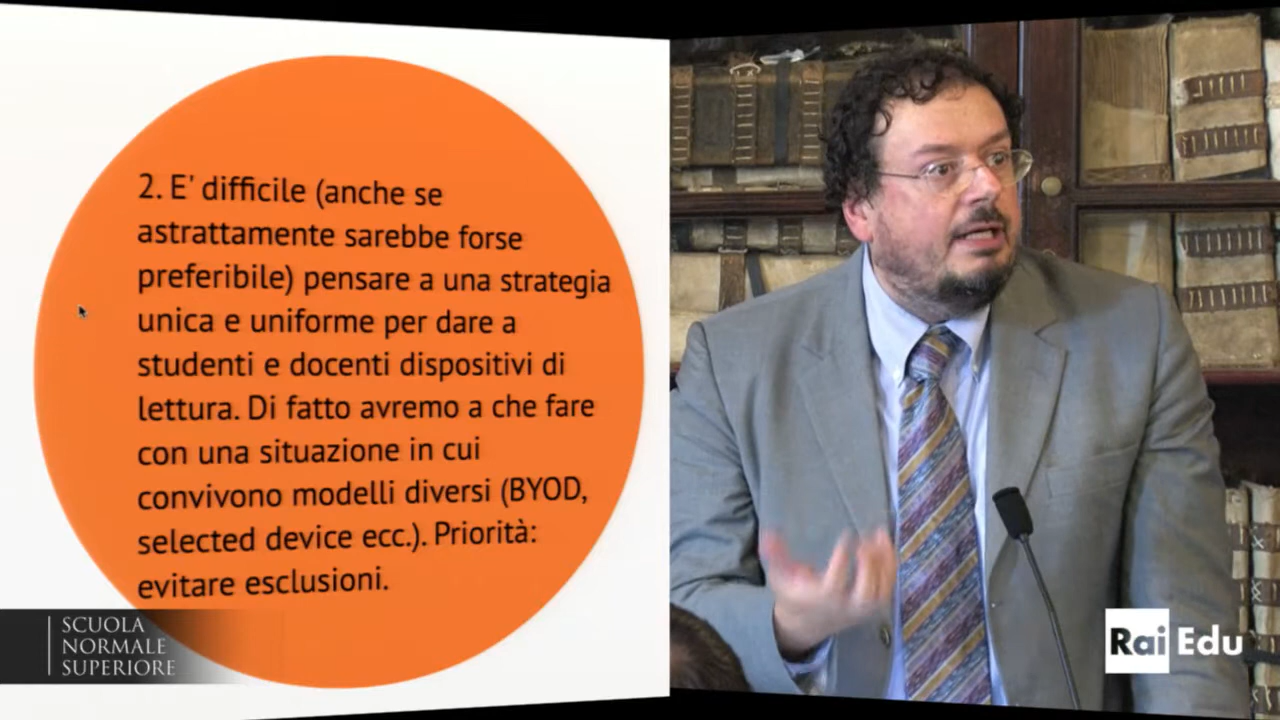 2. E' difficile (anche se
astrattamente sarebbe forse
preferibile) pensare a una strategia
unica e uniforme per dare a
studenti e docenti dispositivi di
lettura. Di fatto avremo a che fare
con una situazione in cui
convivono modelli diversi (BYOD,
selected device ecc.). Priorità:
evitare esclusioni.
SCUOLA
NORMALE
SUPERIORE
Rai Edu